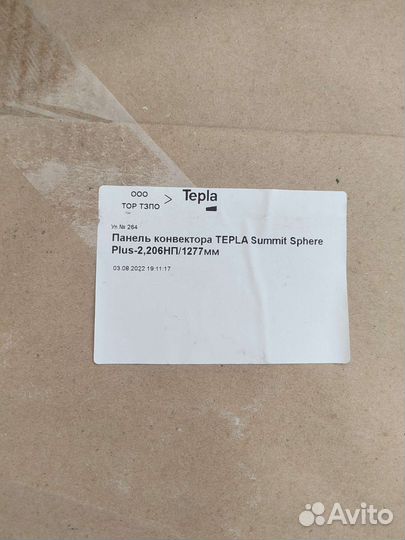 ООО
ТОР ТЗПО
> Tepla
Уп.№ 264
Панель конвектора TEPLA Summit Sphere
Plus-2,206НП/1277мм
03.08.2022 19:11:17
Avito